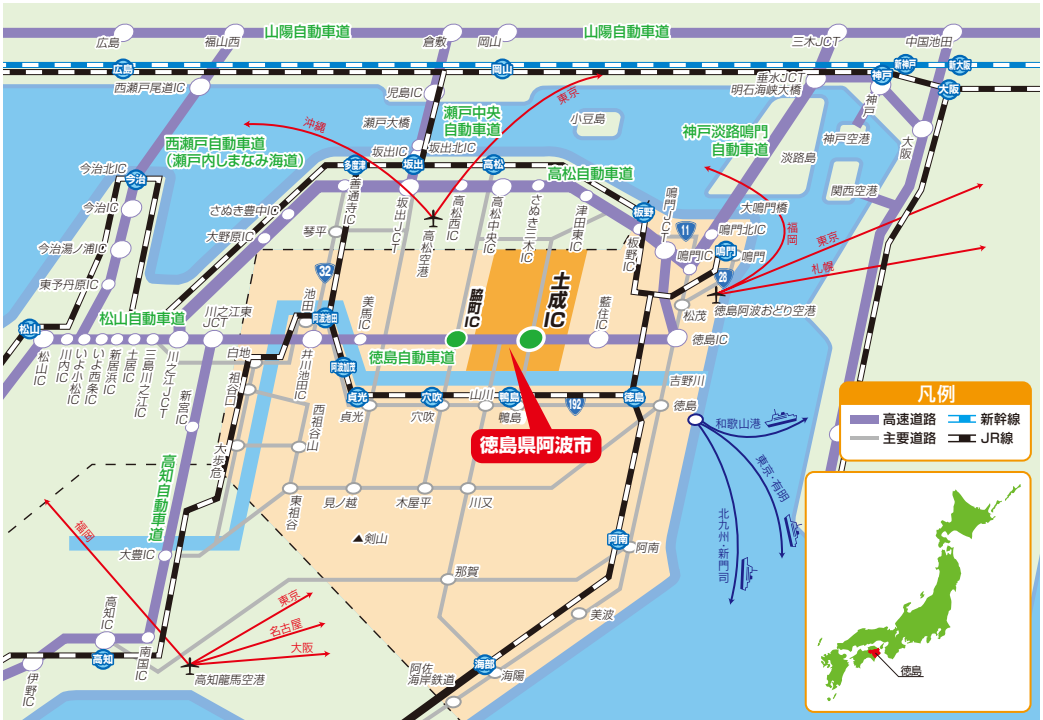 山陽自動車道
山陽自動車道
広島
福山西
倉敷
岡山
三木JCT
中国池田
広島
岡山
神戸
新神戸
新大阪
大阪
西瀬戸尾道IC
児島IC
東京
垂水JCT
明石海峡大橋
神戸
沖縄
瀬戸大橋
瀬戸中央
自動車道
小豆島
神戸淡路鳴門
自動車道
神戸空港
大阪
西瀬戸自動車道
(瀬戸内しまなみ海道)
坂出IC
坂出北IC
淡路島
今治北IC
今治
多度津
坂出
高松
高松自動車道
関西空港
今治IC
さぬき豊中IC
善通寺IC
坂出JCT
高松西IC
高松中央IC
さぬき三木IC
津田東IC
板野
鳴門JCT
大鳴門橋
福岡
東京
札幌
今治湯ノ浦IC
大野原IC
琴平
高松空港
板野IC
11
鳴門北IC
鳴門
鳴門
鳴門IC
28
東予丹原IC
32
池田
脇町
IC
土成
IC
徳島阿波おどり空港
松茂
松山
松山自動車道
川之江東
JCT
阿波池田
美馬IC
藍住IC
徳島IC
松山IC
川内IC
いよ小松IC
いよ西条IC
新居浜IC
土居IC
三島川之江IC
川之江JCT
白地
井川池田IC
徳島自動車道
阿波加茂
吉野川
新宮IC
祖谷口
貞光
穴吹
山川
鴨島
192
徳島
徳島
西祖谷山
貞光
穴吹
鴨島
和歌山港
徳島県阿波市
大歩危
高知自動車道
東祖谷
見ノ越
木屋平
川又
東京・有明
北九州・新門司
福岡
大豊IC
剣山
阿南
阿南
那賀
高知IC
東京
名古屋
大阪
美波
高知
南国IC
伊野IC
高知龍馬空港
海部
海陽
阿佐
海岸鉄道
凡例
高速道路
新幹線
主要道路
JR線
徳島